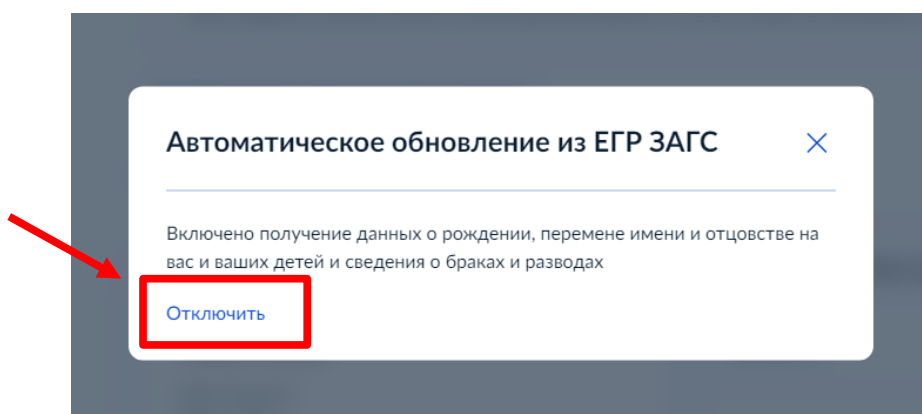 Автоматическое обновление из ЕГР ЗАГС
Включено получение данных о рождении, перемене имени и отцовстве на
вас и ваших детей и сведения о браках и разводах
Отключить